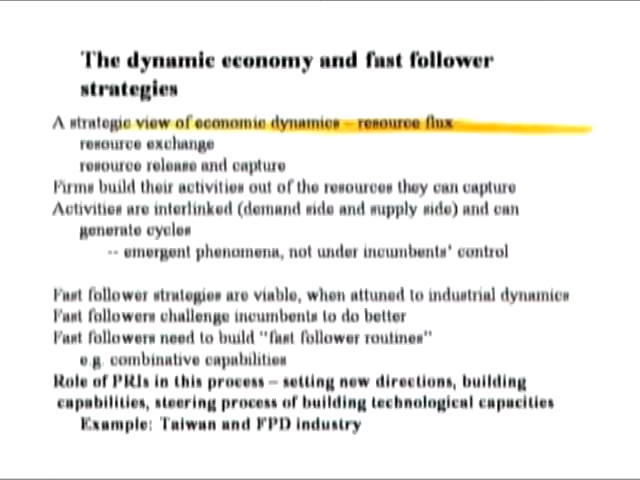 The dynamic economy and fast follower
strategies
A strategic view of economic dynamics – resource flux
resource exchange
resource release and capture
Firms build their activities out of the resources they can capture
Activities are interlinked (demand side and supply side) and can
generate cycles
-- emergent phenomena, not under incumbents' control
Fast follower strategies are viable, when attuned to industrial dynamics
Fast followers challenge incumbents to do better
Fast followers need to build "fast follower routines"
e.g. combinative capabilities
Role of PRIs in this process – setting new directions, building
capabilities, steering process of building technological capacities
Example: Taiwan and FPD industry